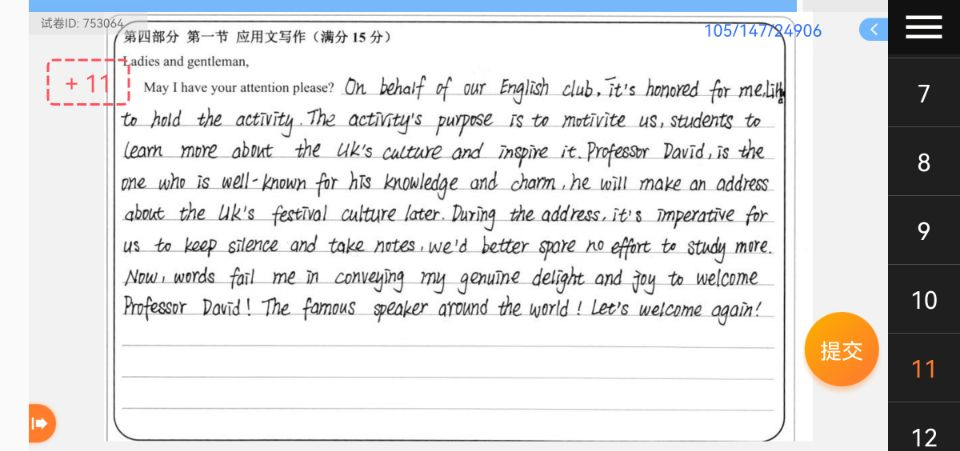 试卷ID: 753064
105/147/24906
+ 11
第四部分 第一节 应用文写作（满分 15 分）
Ladies and gentleman,
May I have your attention please? On behalf of our English club, it's honored for me.Lihua
to hold the activity. The activity's purpose is to motivite us, students to
learn more about the UK's culture and inspire it. Professor David, is the
one who is well-known for his knowledge and charm, he will make an address
about the UK's festival culture later. During the address, it's imperative for
us to keep silence and take notes, we'd better spare no effort to study more.
Now, words fail me in conveying my genuine delight and joy to welcome
Professor David! The famous speaker around the world! Let's welcome again!
提交
7
8
9
10
11
12